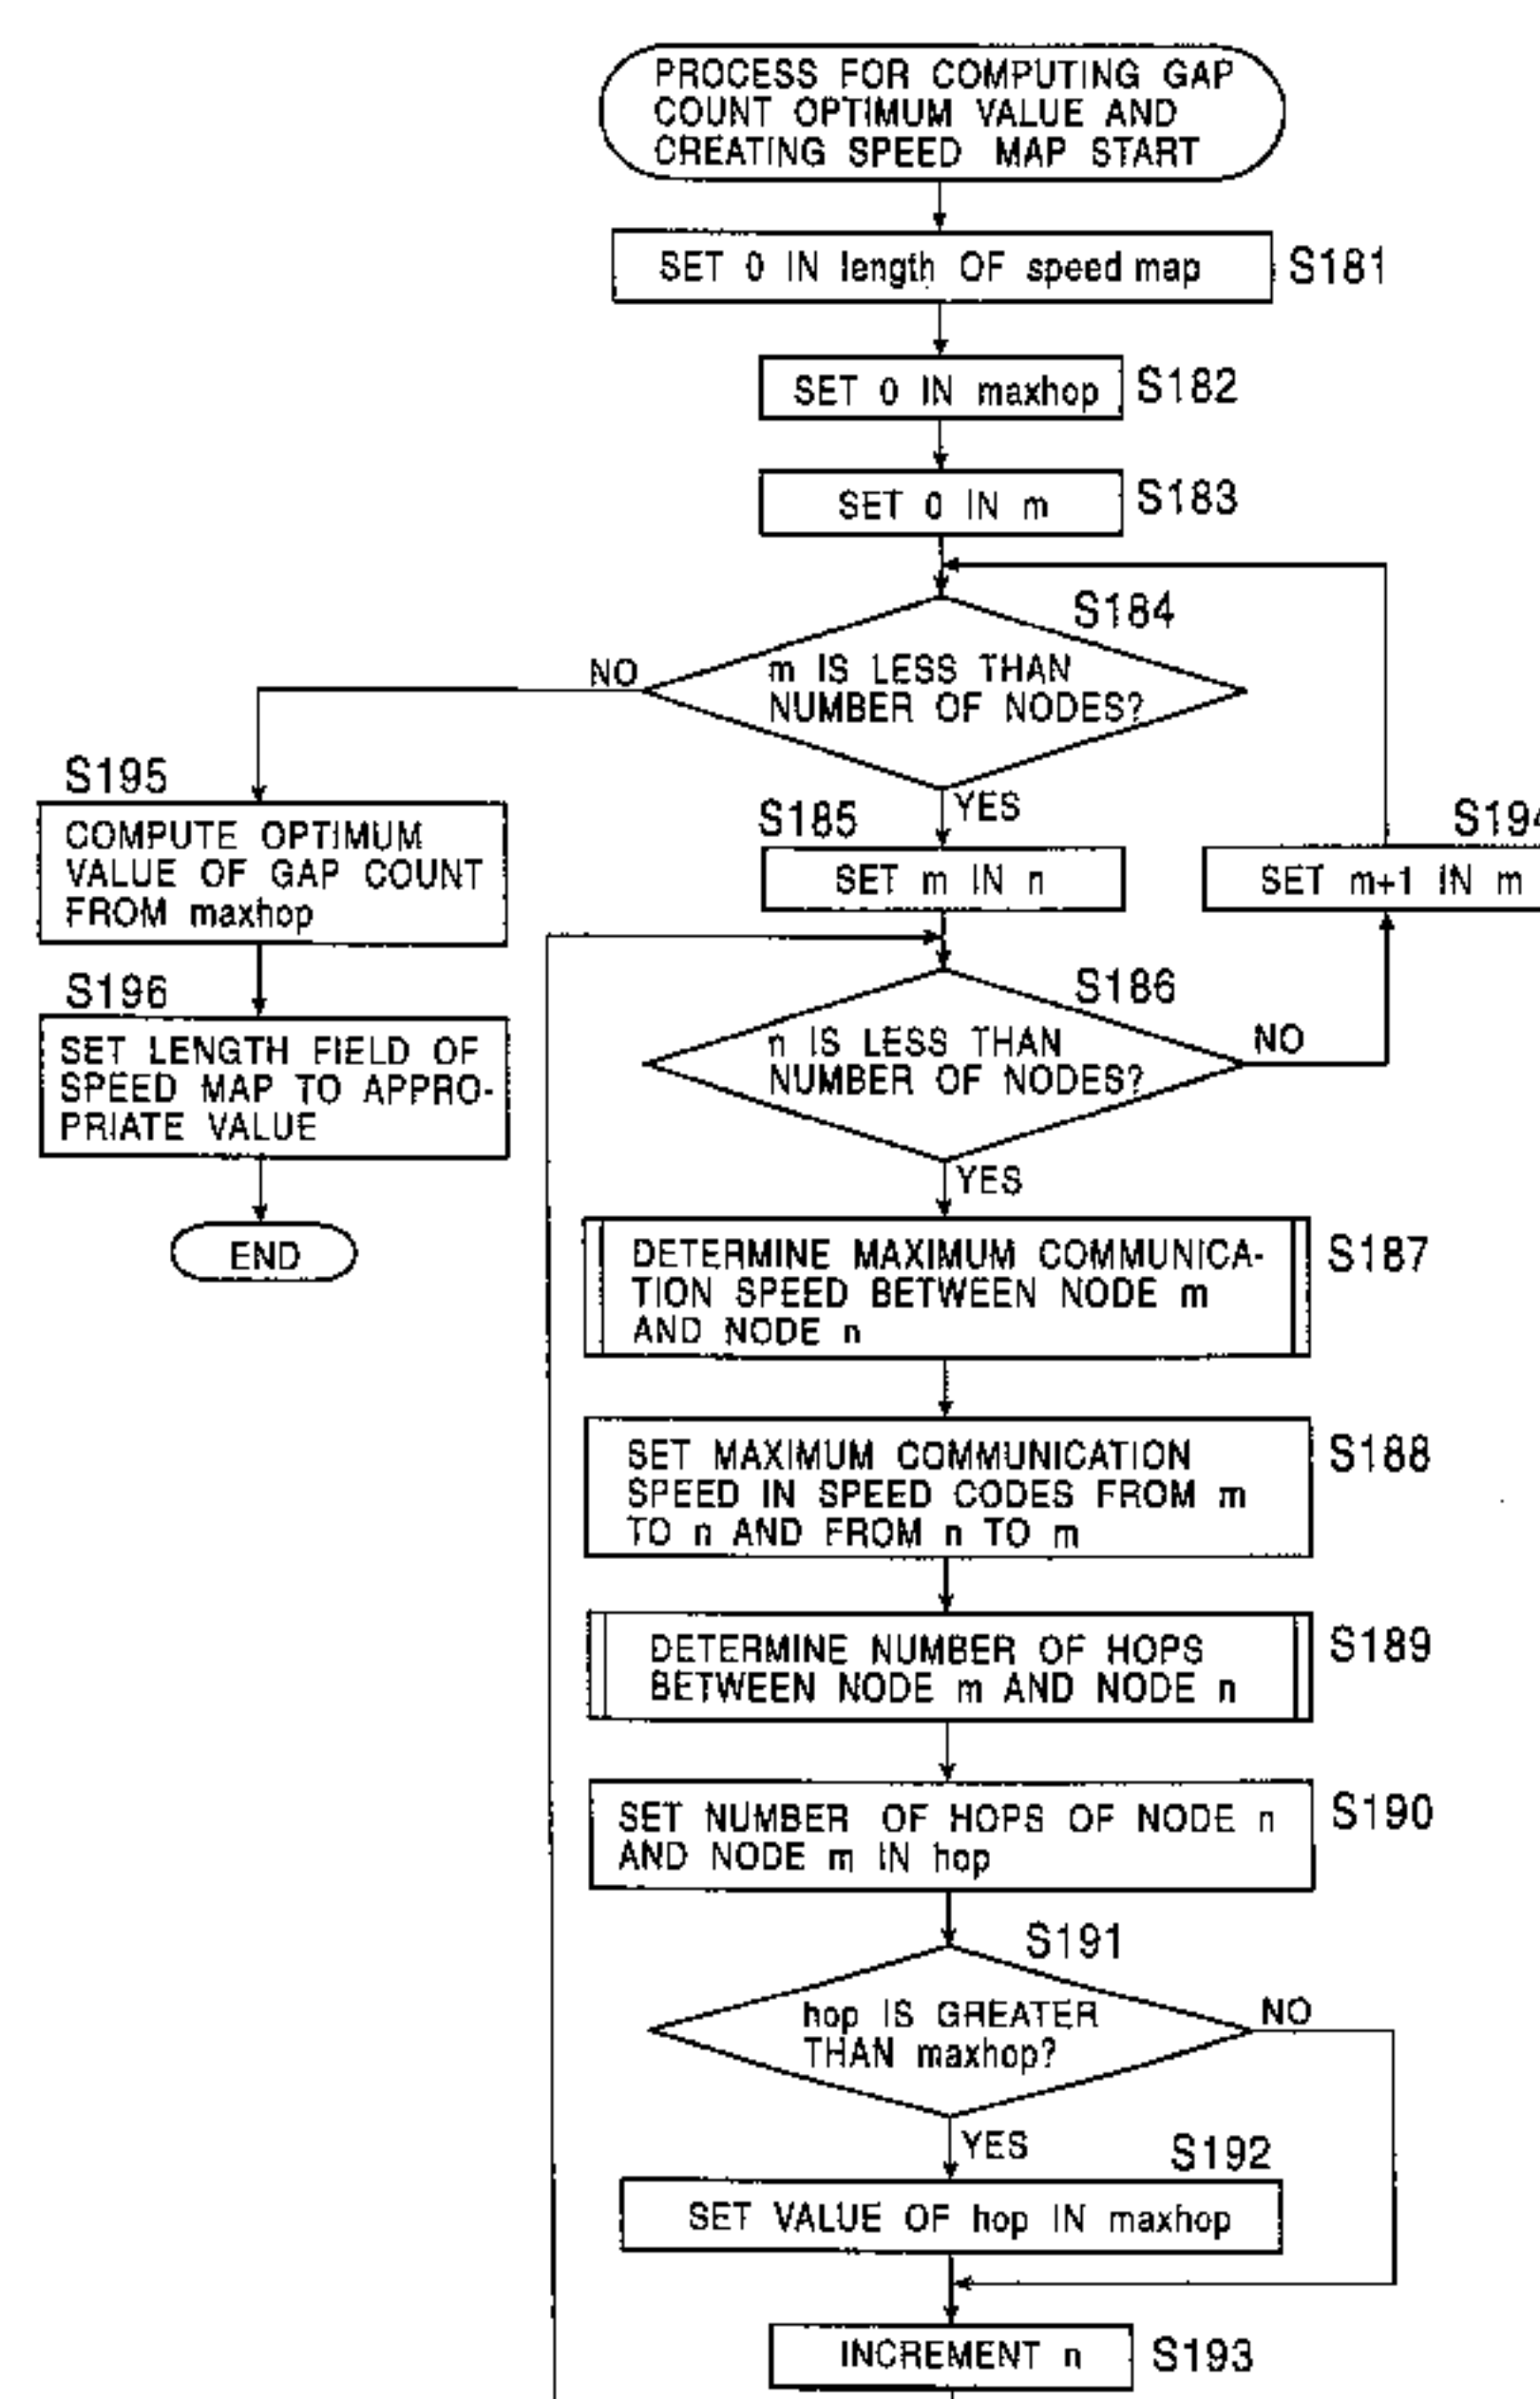 PROCESS FOR COMPUTING GAP
COUNT OPTIMUM VALUE AND
CREATING SPEED MAP START
SET 0 IN length OF speed map
S181
SET 0 IN maxhop
S182
SET 0 IN m
S183
S184
m IS LESS THAN
NUMBER OF NODES?
NO
YES
S195
COMPUTE OPTIMUM
VALUE OF GAP COUNT
FROM maxhop
S196
SET LENGTH FIELD OF
SPEED MAP TO APPRO-
PRIATE VALUE
END
S185
SET m IN n
S194
SET m+1 IN m
S186
n IS LESS THAN
NUMBER OF NODES?
NO
YES
DETERMINE MAXIMUM COMMUNICA-
TION SPEED BETWEEN NODE m
AND NODE n
S187
SET MAXIMUM COMMUNICATION
SPEED IN SPEED CODES FROM m
TO n AND FROM n TO m
S188
DETERMINE NUMBER OF HOPS
BETWEEN NODE m AND NODE n
S189
SET NUMBER OF HOPS OF NODE n
AND NODE m IN hop
S190
S191
hop IS GREATER
THAN maxhop?
NO
YES
S192
SET VALUE OF hop IN maxhop
INCREMENT n
S193